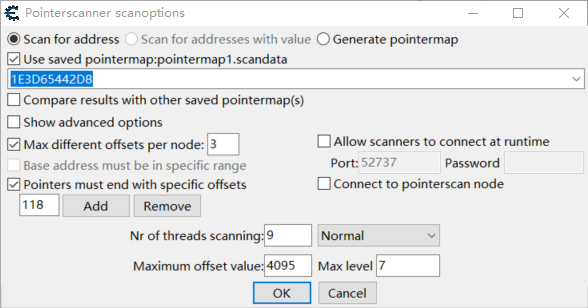 Pointerscanner scanoptions
Scan for address Scan for addresses with value Generate pointermap
Use saved pointermap:pointermap1.scandata
1E3D65442D8
Compare results with other saved pointermap(s)
Show advanced options
Max different offsets per node: 3 Allow scanners to connect at runtime
Base address must be in specific range Port: 52737 Password
Pointers must end with specific offsets Connect to pointerscan node
118 Add Remove
Nr of threads scanning: 9 Normal
Maximum offset value: 4095 Max level 7
OK Cancel